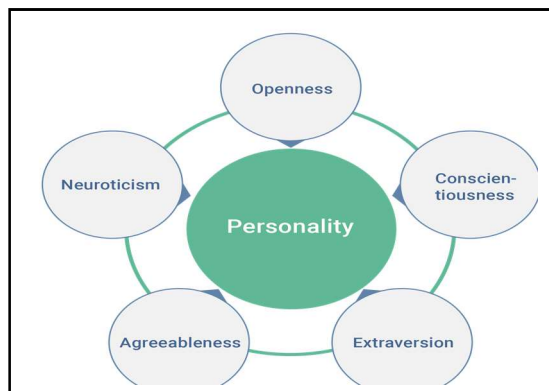 Openness
Neuroticism
Conscien-
tiousness
Personality
Agreeableness
Extraversion